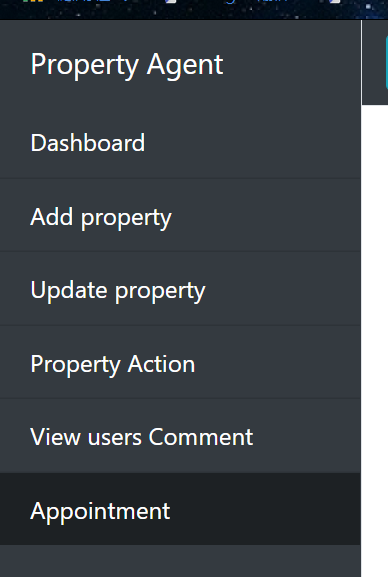 Property Agent
Dashboard
Add property
Update property
Property Action
View users Comment
Appointment